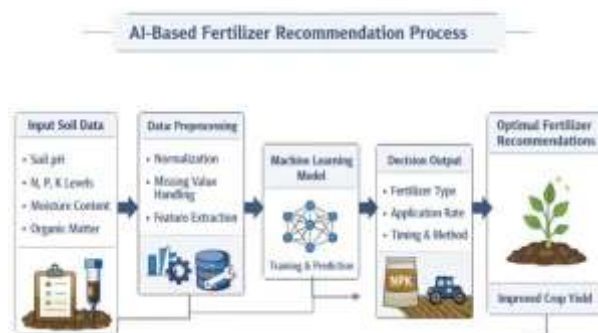 AI-Based Fertilizer Recommendation Process
Input Soil Data
• Soil pH
• N, P, K Levels
• Moisture Content
• Organic Matter
Data Preprocessing
• Normalization
• Missing Value
Handling
• Feature Extraction
Machine Learning
Model
Training & Prediction
Decision Output
• Fertilizer Type
• Application Rate
• Timing & Method
NPK
Optimal Fertilizer
Recommendations
Improved Crop Yield